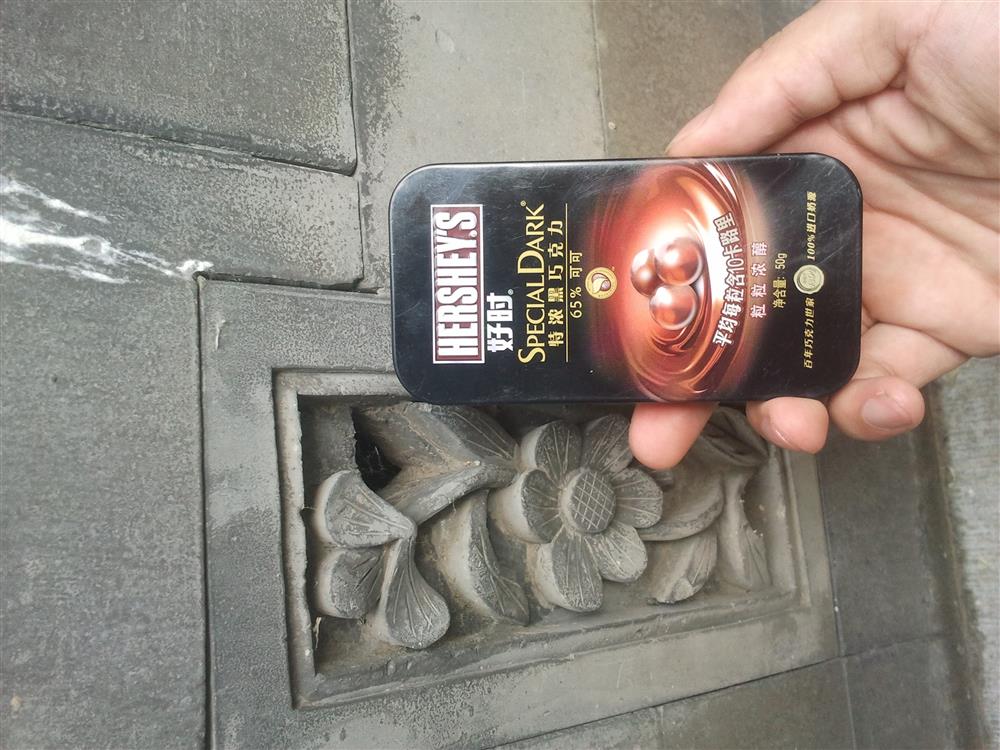 HERSHEY'S
好时®
SPECIAL DARK®
特浓黑巧克力
65% 可可
平均每粒含10卡路里
粒粒浓醇
净含量: 50g
百年巧克力世家 100%进口奶源